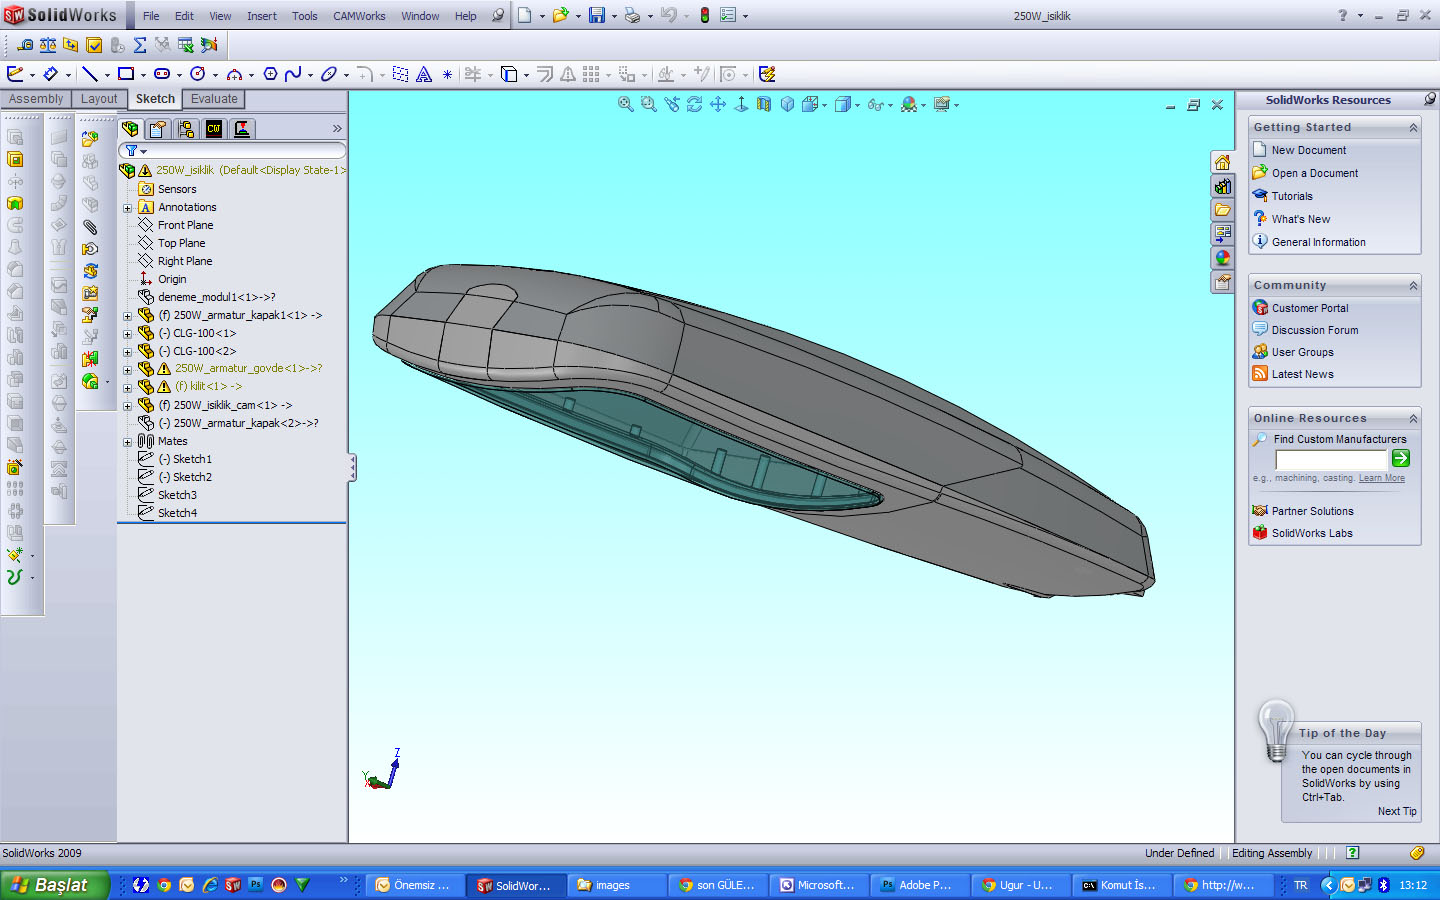 SolidWorks File Edit View Insert Tools CAMWorks Window Help 250W_isiklik
Assembly Layout Sketch Evaluate
250W_isiklik (Default<Display State-1>
Sensors
Annotations
Front Plane
Top Plane
Right Plane
Origin
deneme_modul1<1>->?
(f) 250W_armatur_kapak1<1> ->
(-) CLG-100<1>
(-) CLG-100<2>
250W_armatur_govde<1>->?
(f) kilit<1> ->
(f) 250W_isiklik_cam<1> ->
(-) 250W_armatur_kapak<2>->?
Mates
(-) Sketch1
(-) Sketch2
Sketch3
Sketch4
Z
Y
X
SolidWorks Resources
Getting Started
New Document
Open a Document
Tutorials
What's New
General Information
Community
Customer Portal
Discussion Forum
User Groups
Latest News
Online Resources
Find Custom Manufacturers
e.g., machining, casting. Learn More
Partner Solutions
SolidWorks Labs
Tip of the Day
You can cycle through
the open documents in
SolidWorks by using
Ctrl+Tab.
Next Tip
SolidWorks 2009 Under Defined Editing Assembly
Başlat Önemsiz ... SolidWor... images son GÜLE... Microsoft... Adobe P... Ugur - U... Komut İs... http://w... TR 13:12